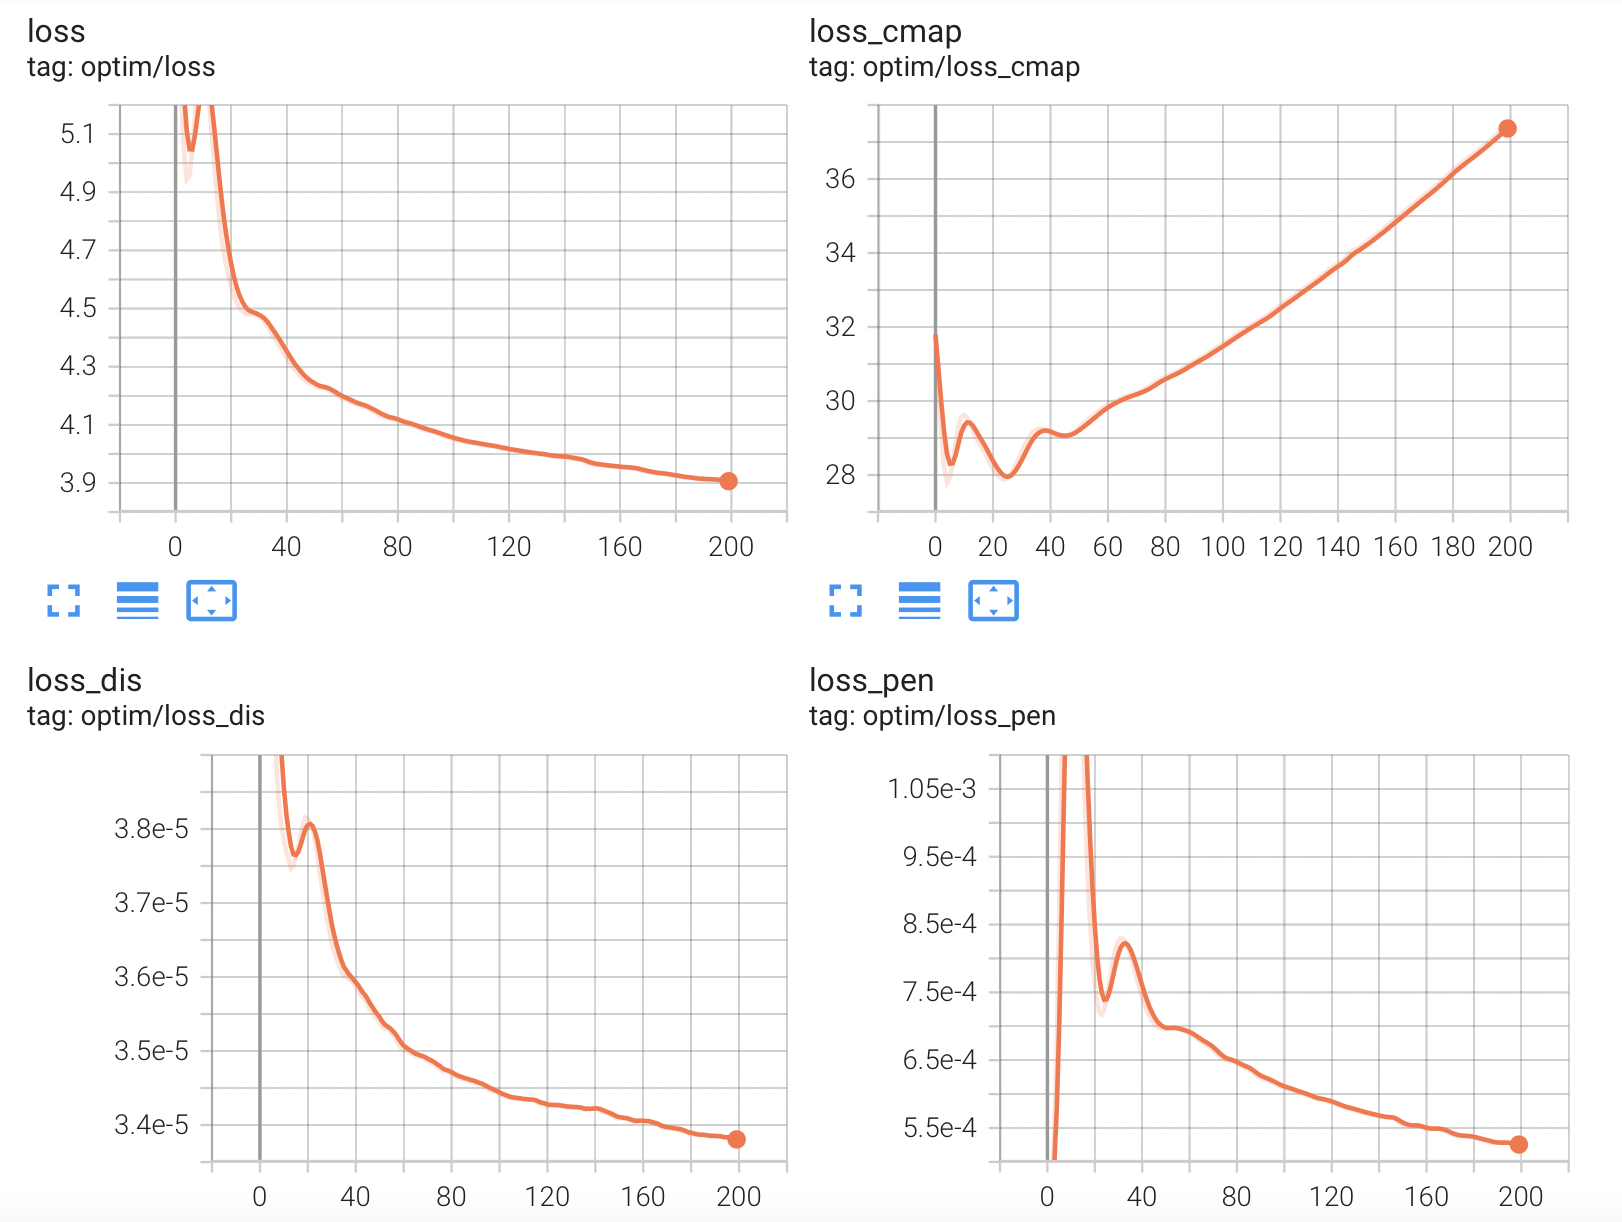 loss
tag: optim/loss
5.1
4.9
4.7
4.5
4.3
4.1
3.9
0 40 80 120 160 200
loss_cmap
tag: optim/loss_cmap
36
34
32
30
28
0 20 40 60 80 100 120 140 160 180 200
loss_dis
tag: optim/loss_dis
3.8e-5
3.7e-5
3.6e-5
3.5e-5
3.4e-5
0 40 80 120 160 200
loss_pen
tag: optim/loss_pen
1.05e-3
9.5e-4
8.5e-4
7.5e-4
6.5e-4
5.5e-4
0 40 80 120 160 200